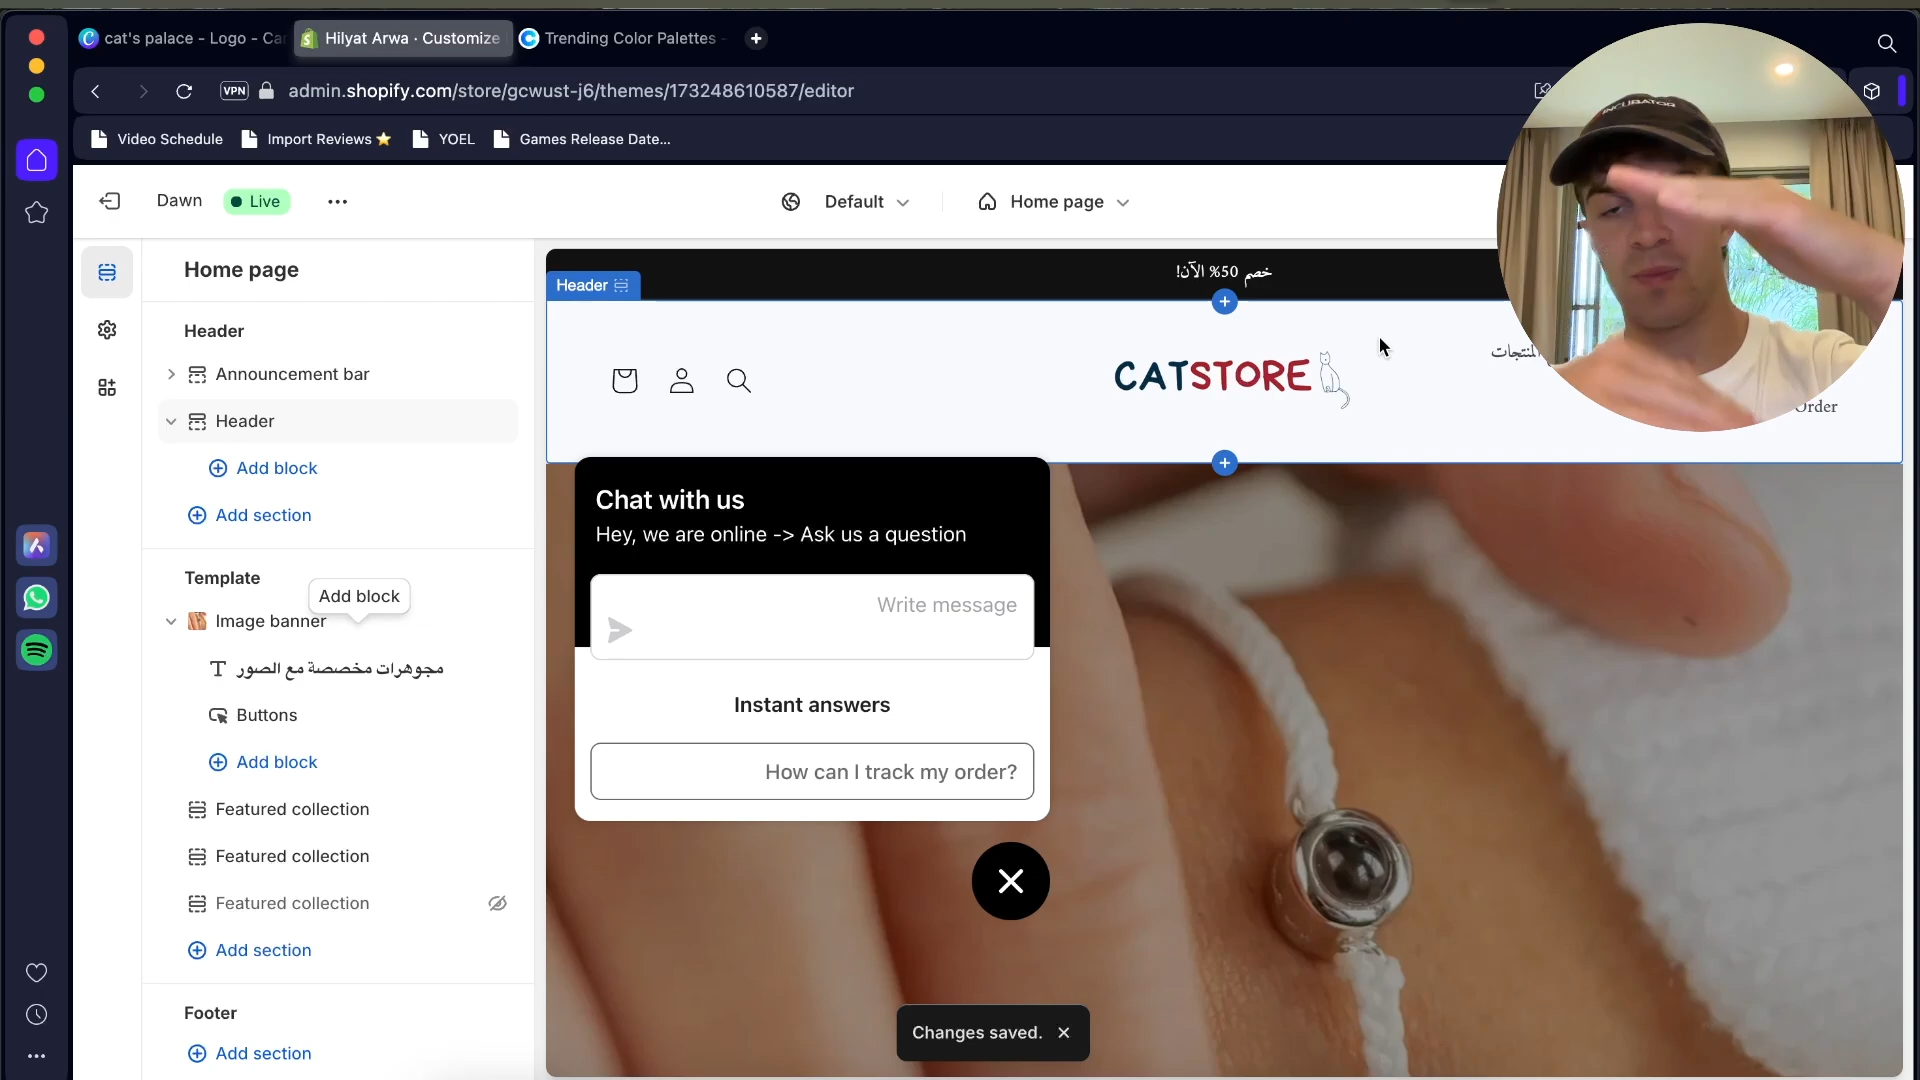 cat's palace - Logo - Ca
Hilyat Arwa · Customize
Trending Color Palettes -
VPN
admin.shopify.com/store/gcwust-j6/themes/173248610587/editor
Video Schedule
Import Reviews ⭐
YOEL
Games Release Date...
INCUBATOR
Dawn
Live
Default
Home page
Home page
Header
Announcement bar
Header
Add block
Add section
Template
Add block
Image banner
مجوهرات مخصصة مع الصور
Buttons
Add block
Featured collection
Featured collection
Featured collection
Add section
Footer
Add section
خصم 50% الآن!
Header
CATSTORE
المنتجات
Order
Chat with us
Hey, we are online -> Ask us a question
Write message
Instant answers
How can I track my order?
Changes saved.